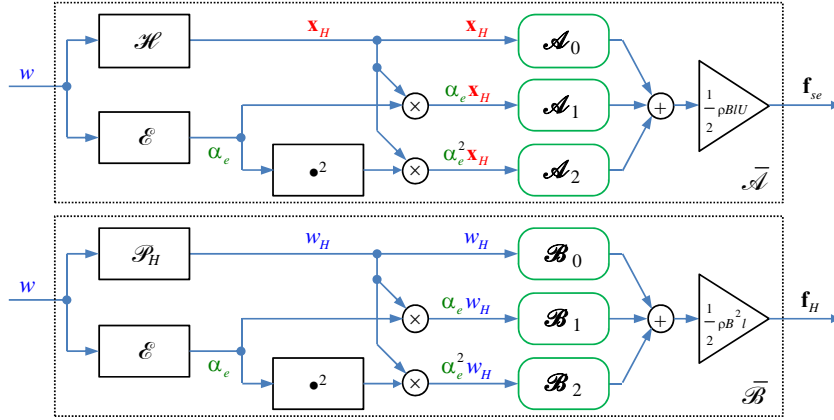 ℋ x_H x_H 𝒜_0
w α_e x_H 𝒜_1 + 1/2 ρBlU f_se
ℰ α_e •² × α_e² x_H 𝒜_2 𝒜̅
×
𝒫_H w_H w_H ℬ_0
w α_e w_H ℬ_1 + 1/2 ρB²l f_H
ℰ α_e •² × α_e² w_H ℬ_2 ℬ̅
×